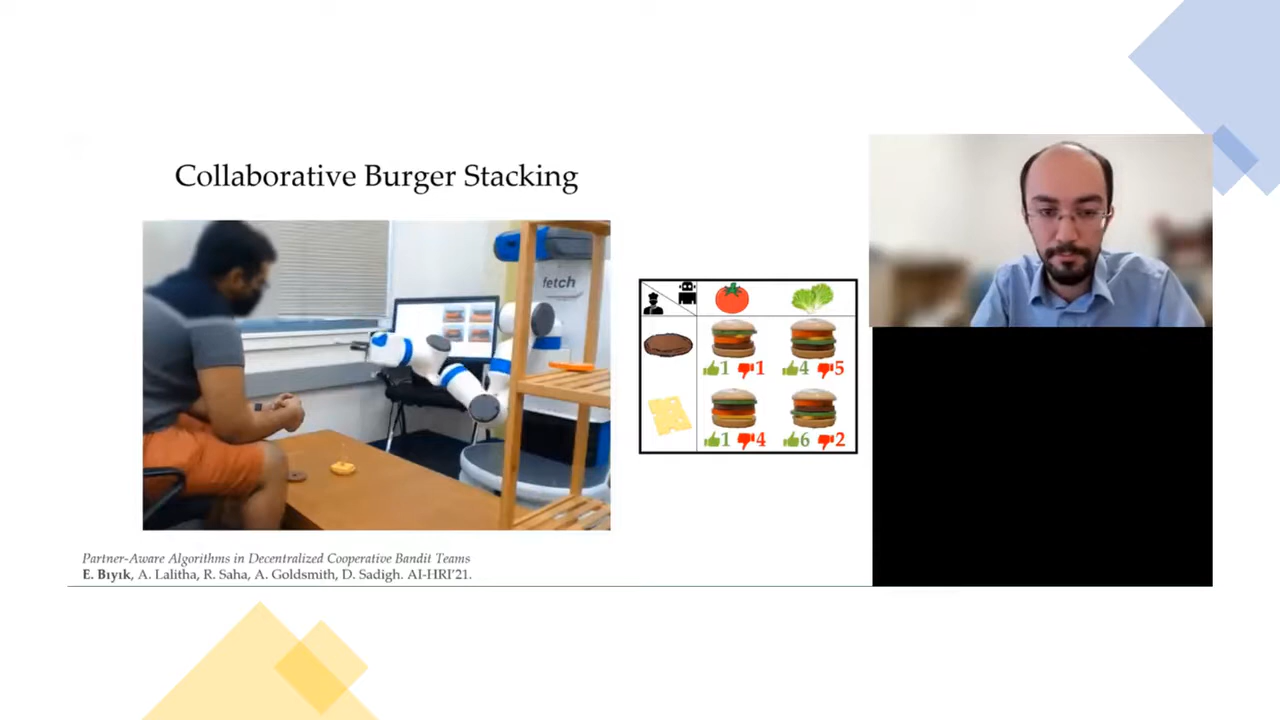 Collaborative Burger Stacking
fetch
1 1 4 5
1 4 6 2
Partner-Aware Algorithms in Decentralized Cooperative Bandit Teams
E. Bıyık, A. Lalitha, R. Saha, A. Goldsmith, D. Sadigh. AI-HRI'21.